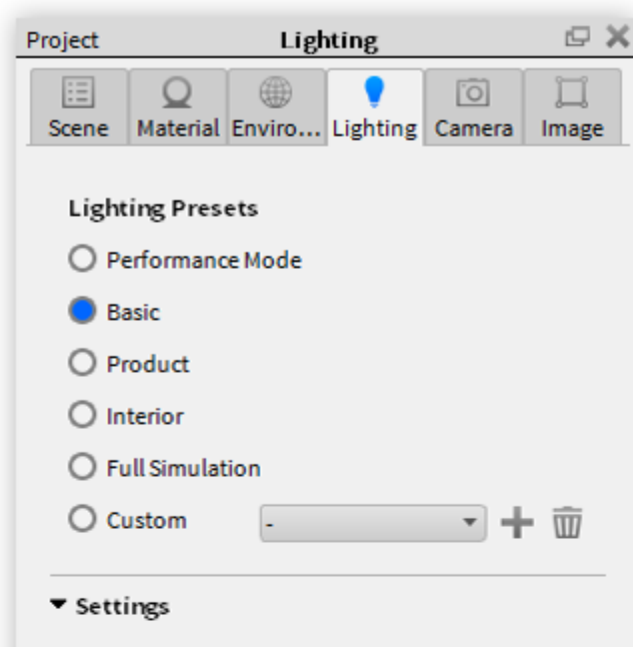 Project Lighting
Scene Material Enviro... Lighting Camera Image
Lighting Presets
Performance Mode
Basic
Product
Interior
Full Simulation
Custom -
Settings